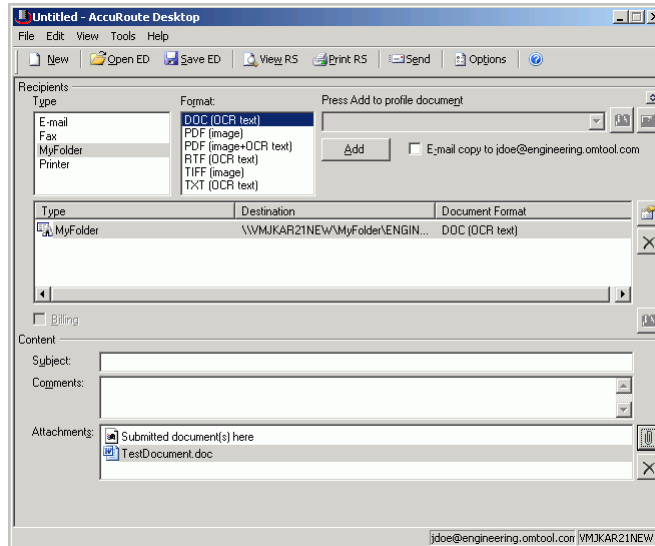 Untitled - AccuRoute Desktop
File Edit View Tools Help
New Open ED Save ED View RS Print RS Send Options
Recipients
Type Format: Press Add to profile document
E-mail
Fax
MyFolder
Printer
DOC (OCR text)
PDF (image)
PDF (image+OCR text)
RTF (OCR text)
TIFF (image)
TXT (OCR text)
Add E-mail copy to jdoe@engineering.omtool.com
Type Destination Document Format
MyFolder \\VMJKAR21NEW\MyFolder\ENGIN... DOC (OCR text)
Billing
Content
Subject:
Comments:
Attachments:
Submitted document(s) here
TestDocument.doc
jdoe@engineering.omtool.com VMJKAR21NEW